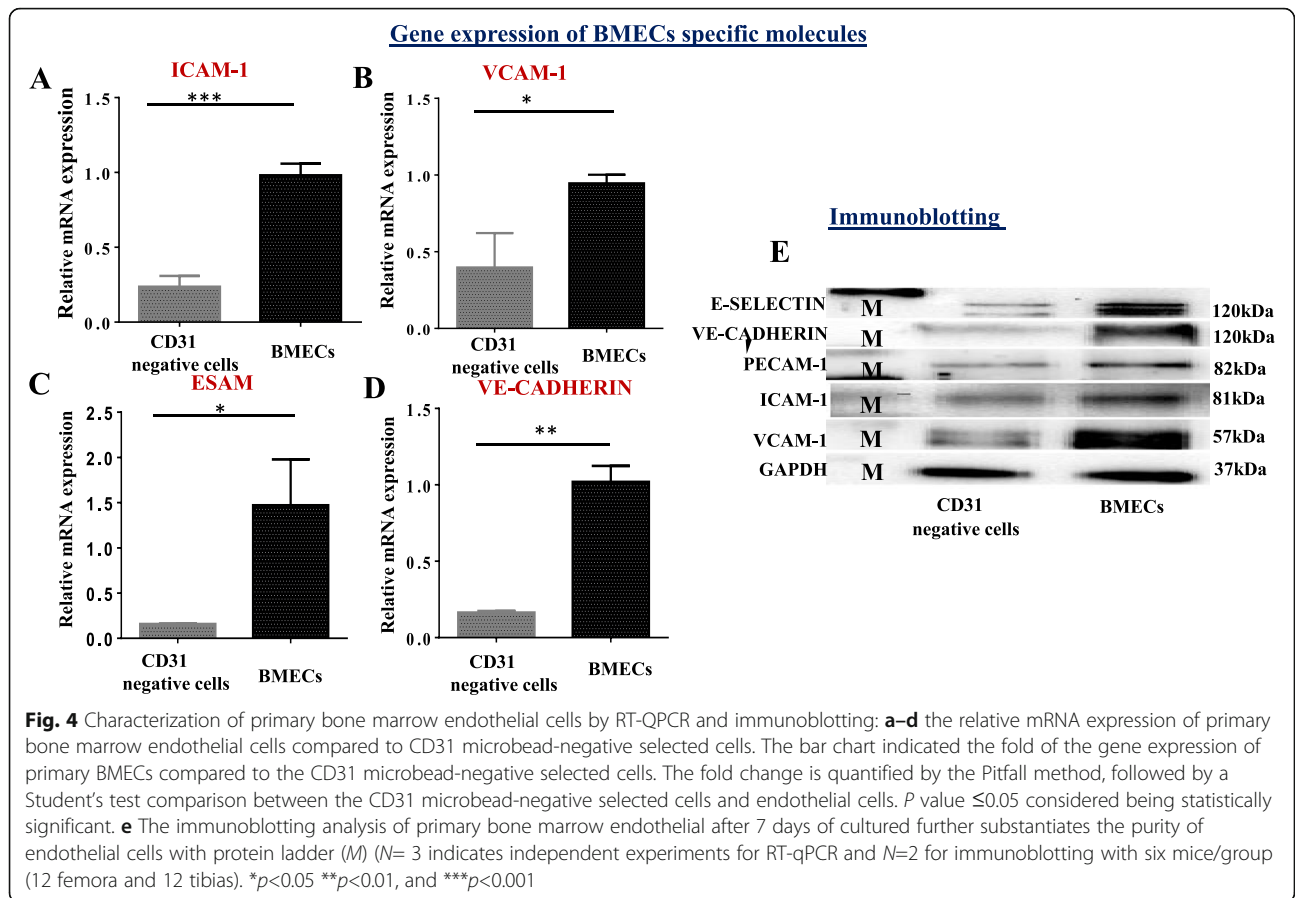 Gene expression of BMECs specific molecules
A
ICAM-1
***
Relative mRNA expression
1.5
1.0
0.5
0.0
CD31
negative cells
BMECs
B
VCAM-1
*
Relative mRNA expression
1.5
1.0
0.5
0.0
CD31
negative cells
BMECs
C
ESAM
*
Relative mRNA expression
2.5
2.0
1.5
1.0
0.5
0.0
CD31
negative cells
BMECs
D
VE-CADHERIN
**
Relative mRNA expression
1.5
1.0
0.5
1.0
CD31
negative cells
BMECs
Immunoblotting
E
E-SELECTIN M 120kDa
VE-CADHERIN M 120kDa
PECAM-1 M 82kDa
ICAM-1 M 81kDa
VCAM-1 M 57kDa
GAPDH M 37kDa
CD31
negative cells
BMECs
Fig. 4 Characterization of primary bone marrow endothelial cells by RT-QPCR and immunoblotting: a–d the relative mRNA expression of primary
bone marrow endothelial cells compared to CD31 microbead-negative selected cells. The bar chart indicated the fold of the gene expression of
primary BMECs compared to the CD31 microbead-negative selected cells. The fold change is quantified by the Pitfall method, followed by a
Student's test comparison between the CD31 microbead-negative selected cells and endothelial cells. P value ≤0.05 considered being statistically
significant. e The immunoblotting analysis of primary bone marrow endothelial after 7 days of cultured further substantiates the purity of
endothelial cells with protein ladder (M) (N= 3 indicates independent experiments for RT-qPCR and N=2 for immunoblotting with six mice/group
(12 femora and 12 tibias). *p<0.05 **p<0.01, and ***p<0.001